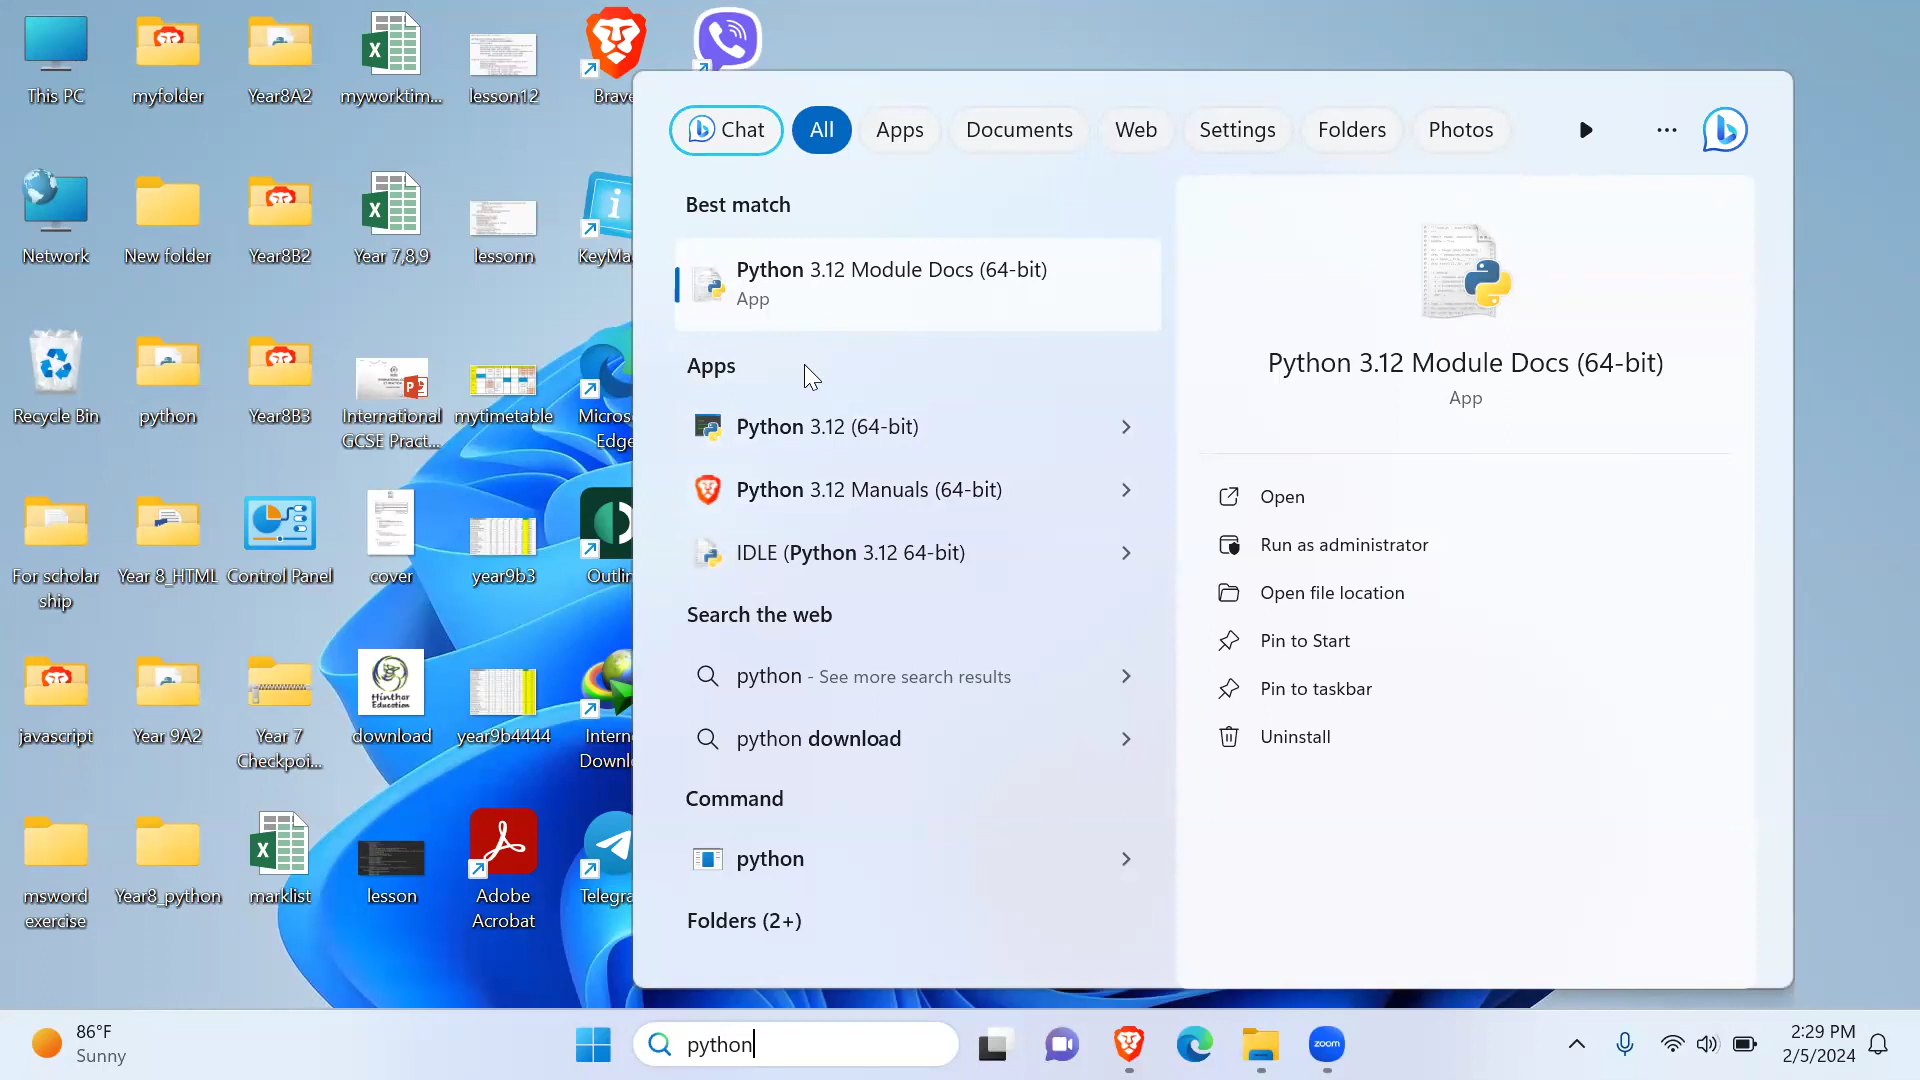 This PC
myfolder
Year8A2
myworktim...
lesson12
Brave
Network
New folder
Year8B2
Year 7,8,9
lessonn
KeyMa
Recycle Bin
python
Year8B3
International
GCSE Pract...
mytimetable
Micros
Edge
For scholar
ship
Year 8_HTML
Control Panel
cover
year9b3
Outlin
javascript
Year 9A2
Year 7
Checkpoi...
Hinthar
Education
download
year9b4444
Intern
Downl
msword
exercise
Year8_python
marklist
lesson
Adobe
Acrobat
Telegra
Chat
All
Apps
Documents
Web
Settings
Folders
Photos
...
Best match
Python 3.12 Module Docs (64-bit)
App
Apps
Python 3.12 (64-bit)
Python 3.12 Manuals (64-bit)
IDLE (Python 3.12 64-bit)
Search the web
python - See more search results
python download
Command
python
Folders (2+)
Python 3.12 Module Docs (64-bit)
App
Open
Run as administrator
Open file location
Pin to Start
Pin to taskbar
Uninstall
86°F
Sunny
python
zoom
2:29 PM
2/5/2024